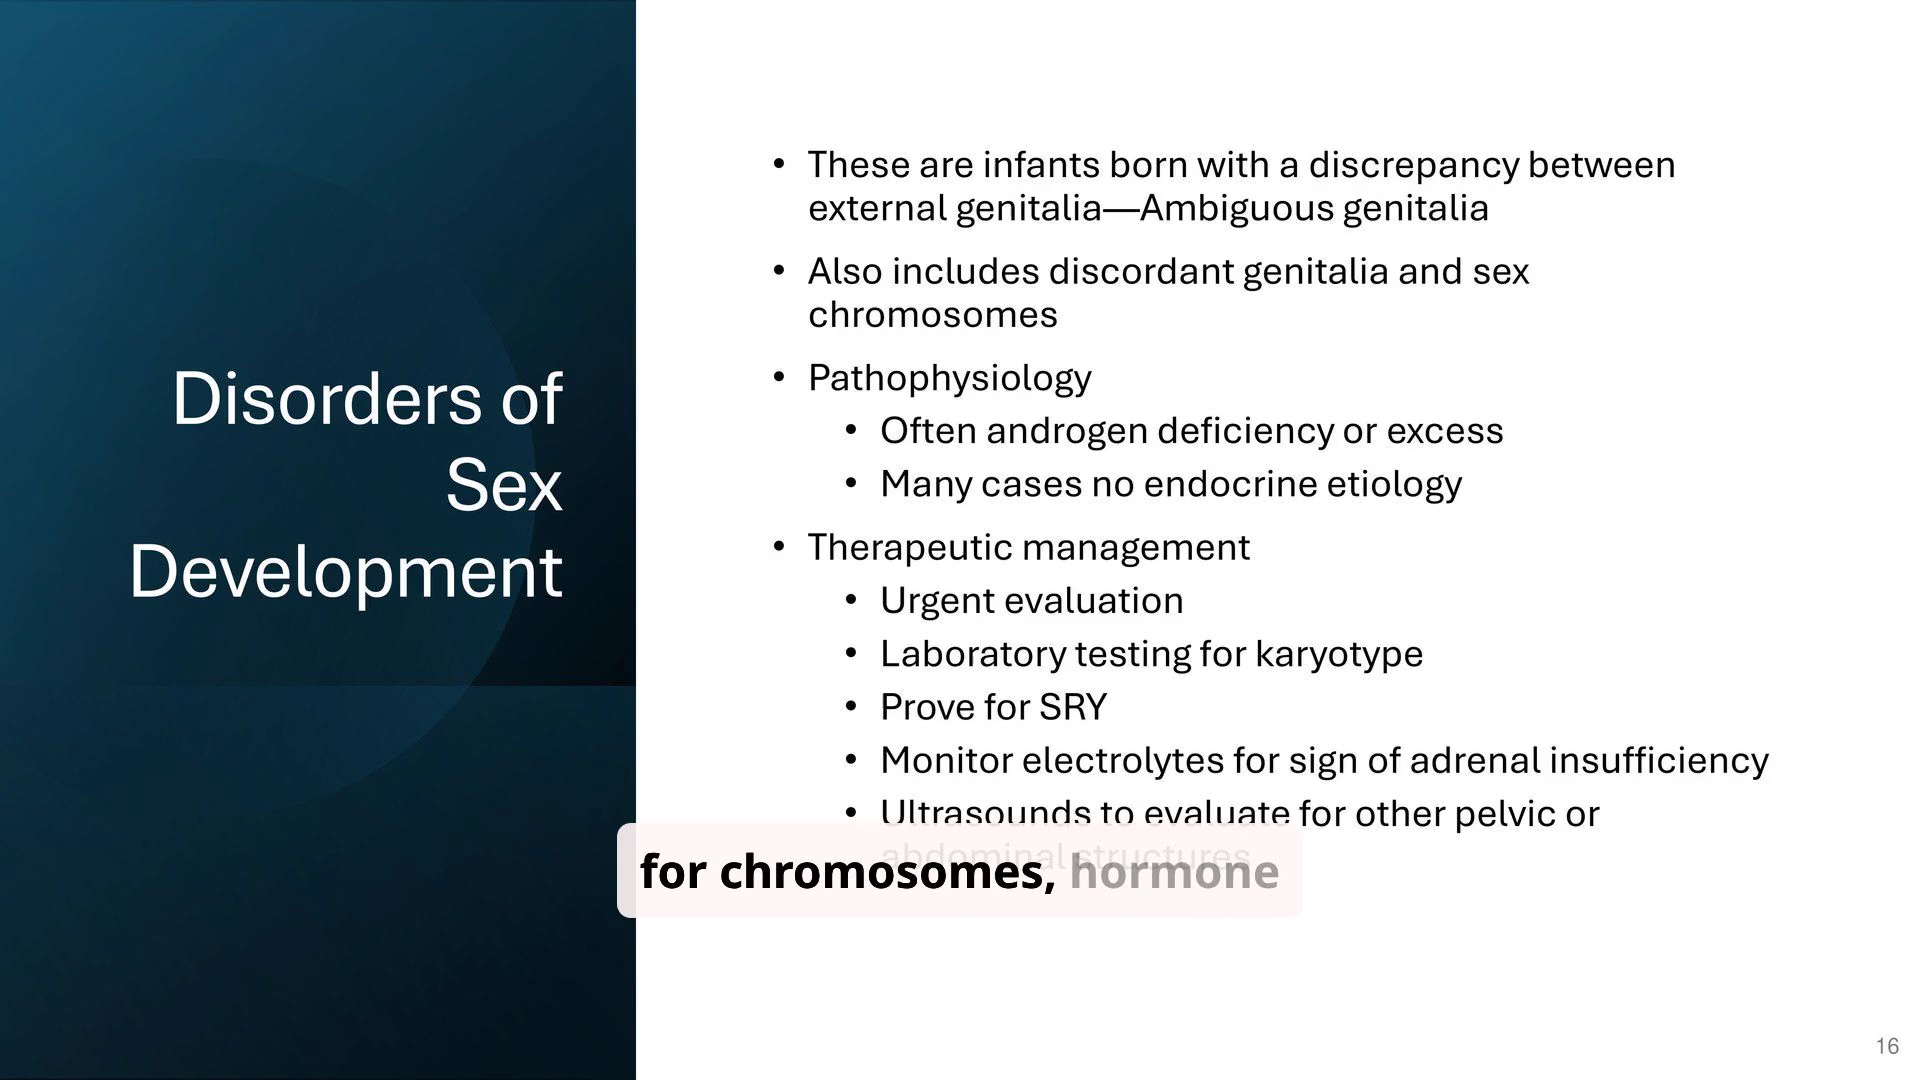 Disorders of
Sex
Development
• These are infants born with a discrepancy between
external genitalia—Ambiguous genitalia
• Also includes discordant genitalia and sex
chromosomes
• Pathophysiology
• Often androgen deficiency or excess
• Many cases no endocrine etiology
• Therapeutic management
• Urgent evaluation
• Laboratory testing for karyotype
• Prove for SRY
• Monitor electrolytes for sign of adrenal insufficiency
• Ultrasounds to evaluate for other pelvic or
abdominal structures
for chromosomes, hormone
16